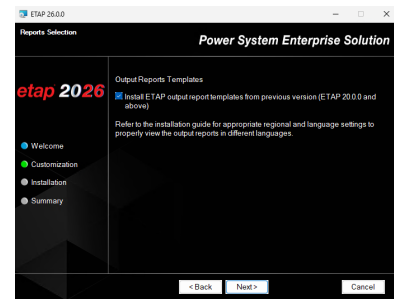 ETAP 26.0.0
Reports Selection
Power System Enterprise Solution
etap 2026
Output Reports Templates
Install ETAP output report templates from previous version (ETAP 20.0.0 and
above)
Refer to the installation guide for appropriate regional and language settings to
properly view the output reports in different languages.
Welcome
Customization
Installation
Summary
< Back
Next >
Cancel